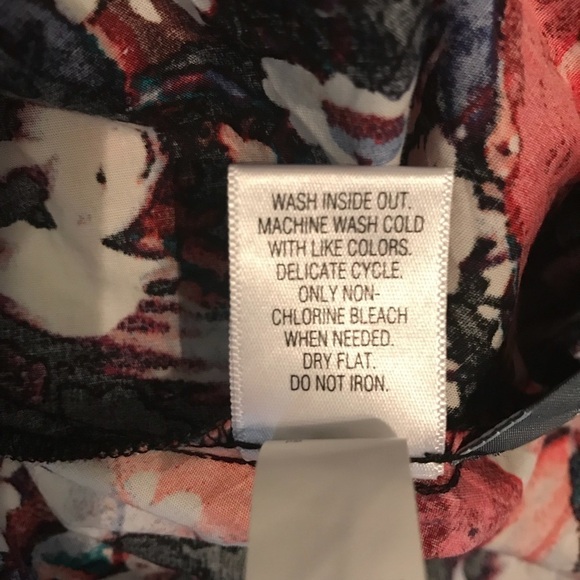 WASH INSIDE OUT.
MACHINE WASH COLD
WITH LIKE COLORS.
DELICATE CYCLE.
ONLY NON-
CHLORINE BLEACH
WHEN NEEDED.
DRY FLAT.
DO NOT IRON.